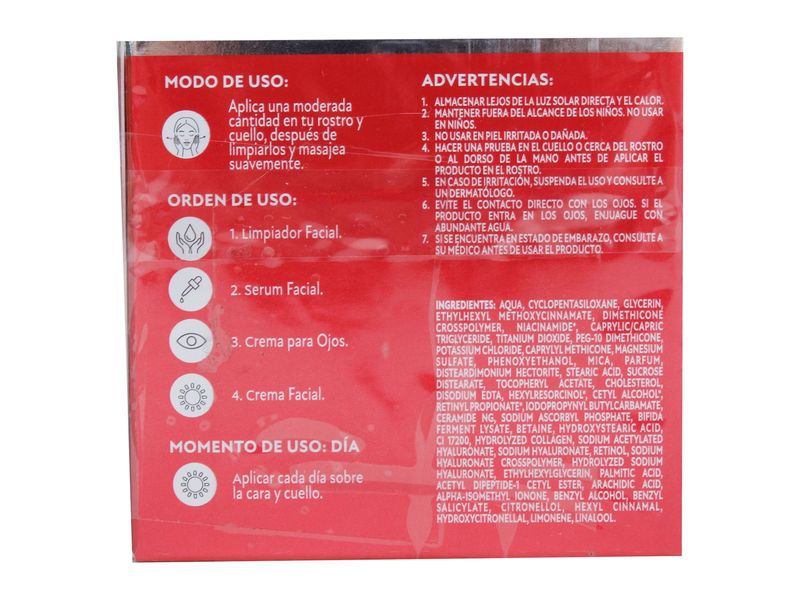 MODO DE USO:
Aplica una moderada
cantidad en tu rostro y
cuello, después de
limpiarlos y masajea
suavemente.
ORDEN DE USO:
1. Limpiador Facial.
2. Serum Facial.
3. Crema para Ojos.
4. Crema Facial.
MOMENTO DE USO: DÍA
Aplicar cada día sobre
la cara y cuello.
ADVERTENCIAS:
1. ALMACENAR LEJOS DE LA LUZ SOLAR DIRECTA Y EL CALOR.
2. MANTENER FUERA DEL ALCANCE DE LOS NIÑOS. NO USAR
EN NIÑOS.
3. NO USAR EN PIEL IRRITADA O DAÑADA.
4. HACER UNA PRUEBA EN EL CUELLO O CERCA DEL ROSTRO
O AL DORSO DE LA MANO ANTES DE APLICAR EL
PRODUCTO EN EL ROSTRO.
5. EN CASO DE IRRITACIÓN, SUSPENDA EL USO Y CONSULTE A
UN DERMATÓLOGO.
6. EVITE EL CONTACTO DIRECTO CON LOS OJOS. SI EL
PRODUCTO ENTRA EN LOS OJOS, ENJUAGUE CON
ABUNDANTE AGUA.
7. SI SE ENCUENTRA EN ESTADO DE EMBARAZO, CONSULTE A
SU MÉDICO ANTES DE USAR EL PRODUCTO.
INGREDIENTES: AQUA, CYCLOPENTASILOXANE, GLYCERIN,
ETHYLHEXYL METHOXYCINNAMATE, DIMETHICONE
CROSSPOLYMER, NIACINAMIDE*, CAPRYLIC/CAPRIC
TRIGLYCERIDE, TITANIUM DIOXIDE, PEG-10 DIMETHICONE,
POTASSIUM CHLORIDE, CAPRYLYL METHICONE, MAGNESIUM
SULFATE, PHENOXYETHANOL, MICA, PARFUM,
DISTEARDIMONIUM HECTORITE, STEARIC ACID, SUCROSE
DISTEARATE, TOCOPHERYL ACETATE, CHOLESTEROL,
DISODIUM EDTA, HEXYLRESORCINOL*, CETYL ALCOHOL*,
RETINYL PROPIONATE*, IODOPROPYNYL BUTYLCARBAMATE,
CERAMIDE NG, SODIUM ASCORBYL PHOSPHATE, BIFIDA
FERMENT LYSATE, BETAINE, HYDROXYSTEARIC ACID,
CI 17200, HYDROLYZED COLLAGEN, SODIUM ACETYLATED
HYALURONATE, SODIUM HYALURONATE, RETINOL, SODIUM
HYALURONATE CROSSPOLYMER, HYDROLYZED SODIUM
HYALURONATE, ETHYLHEXYLGLYCERIN, PALMITIC ACID,
ACETYL DIPEPTIDE-1 CETYL ESTER, ARACHIDIC ACID,
ALPHA-ISOMETHYL IONONE, BENZYL ALCOHOL, BENZYL
SALICYLATE, CITRONELLOL, HEXYL CINNAMAL,
HYDROXYCITRONELLAL, LIMONENE, LINALOOL.